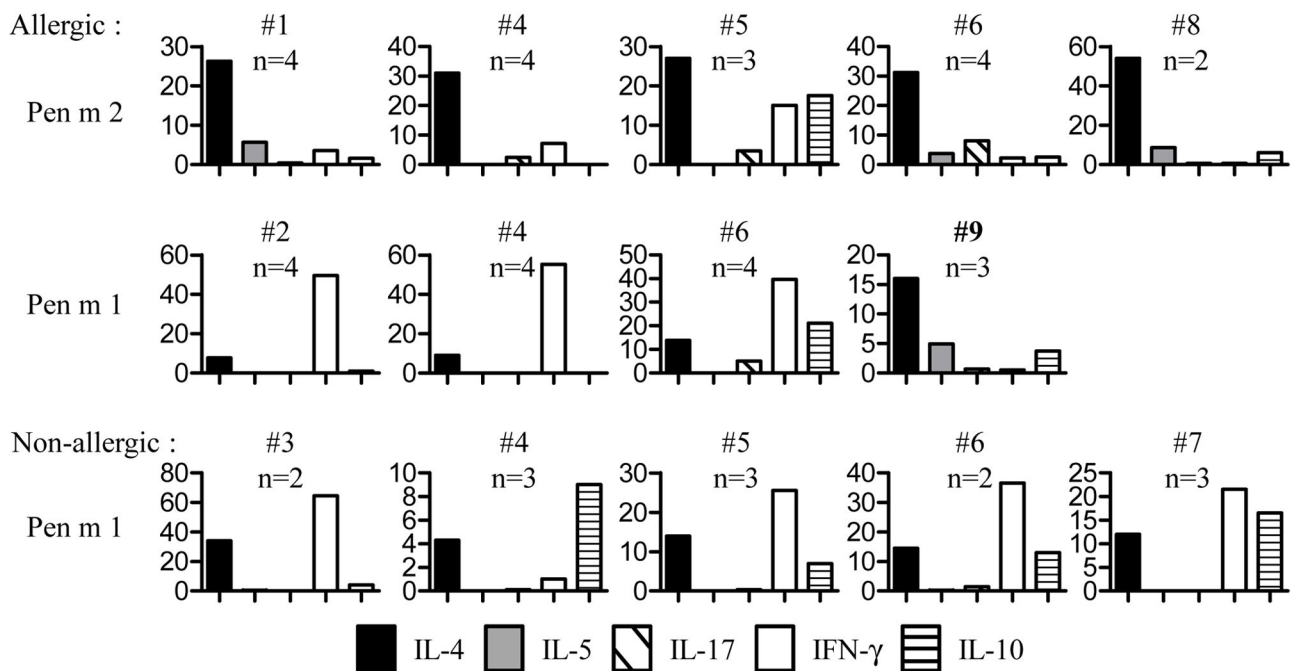 Allergic : #1 #4 #5 #6 #8
n=4 n=4 n=3 n=4 n=2
Pen m 2
30 20 10 0
40 30 20 10 0
30 20 10 0
40 30 20 10 0
60 40 20 0
#2 #4 #6 #9
n=4 n=4 n=4 n=3
Pen m 1
60 40 20 0
60 40 20 0
50 40 30 20 10 0
20 15 10 5 0
Non-allergic : #3 #4 #5 #6 #7
n=2 n=3 n=3 n=2 n=3
Pen m 1
80 60 40 20 0
10 8 6 4 2 0
30 20 10 0
40 30 20 10 0
25 20 15 10 5 0
IL-4 IL-5 IL-17 IFN-γ IL-10